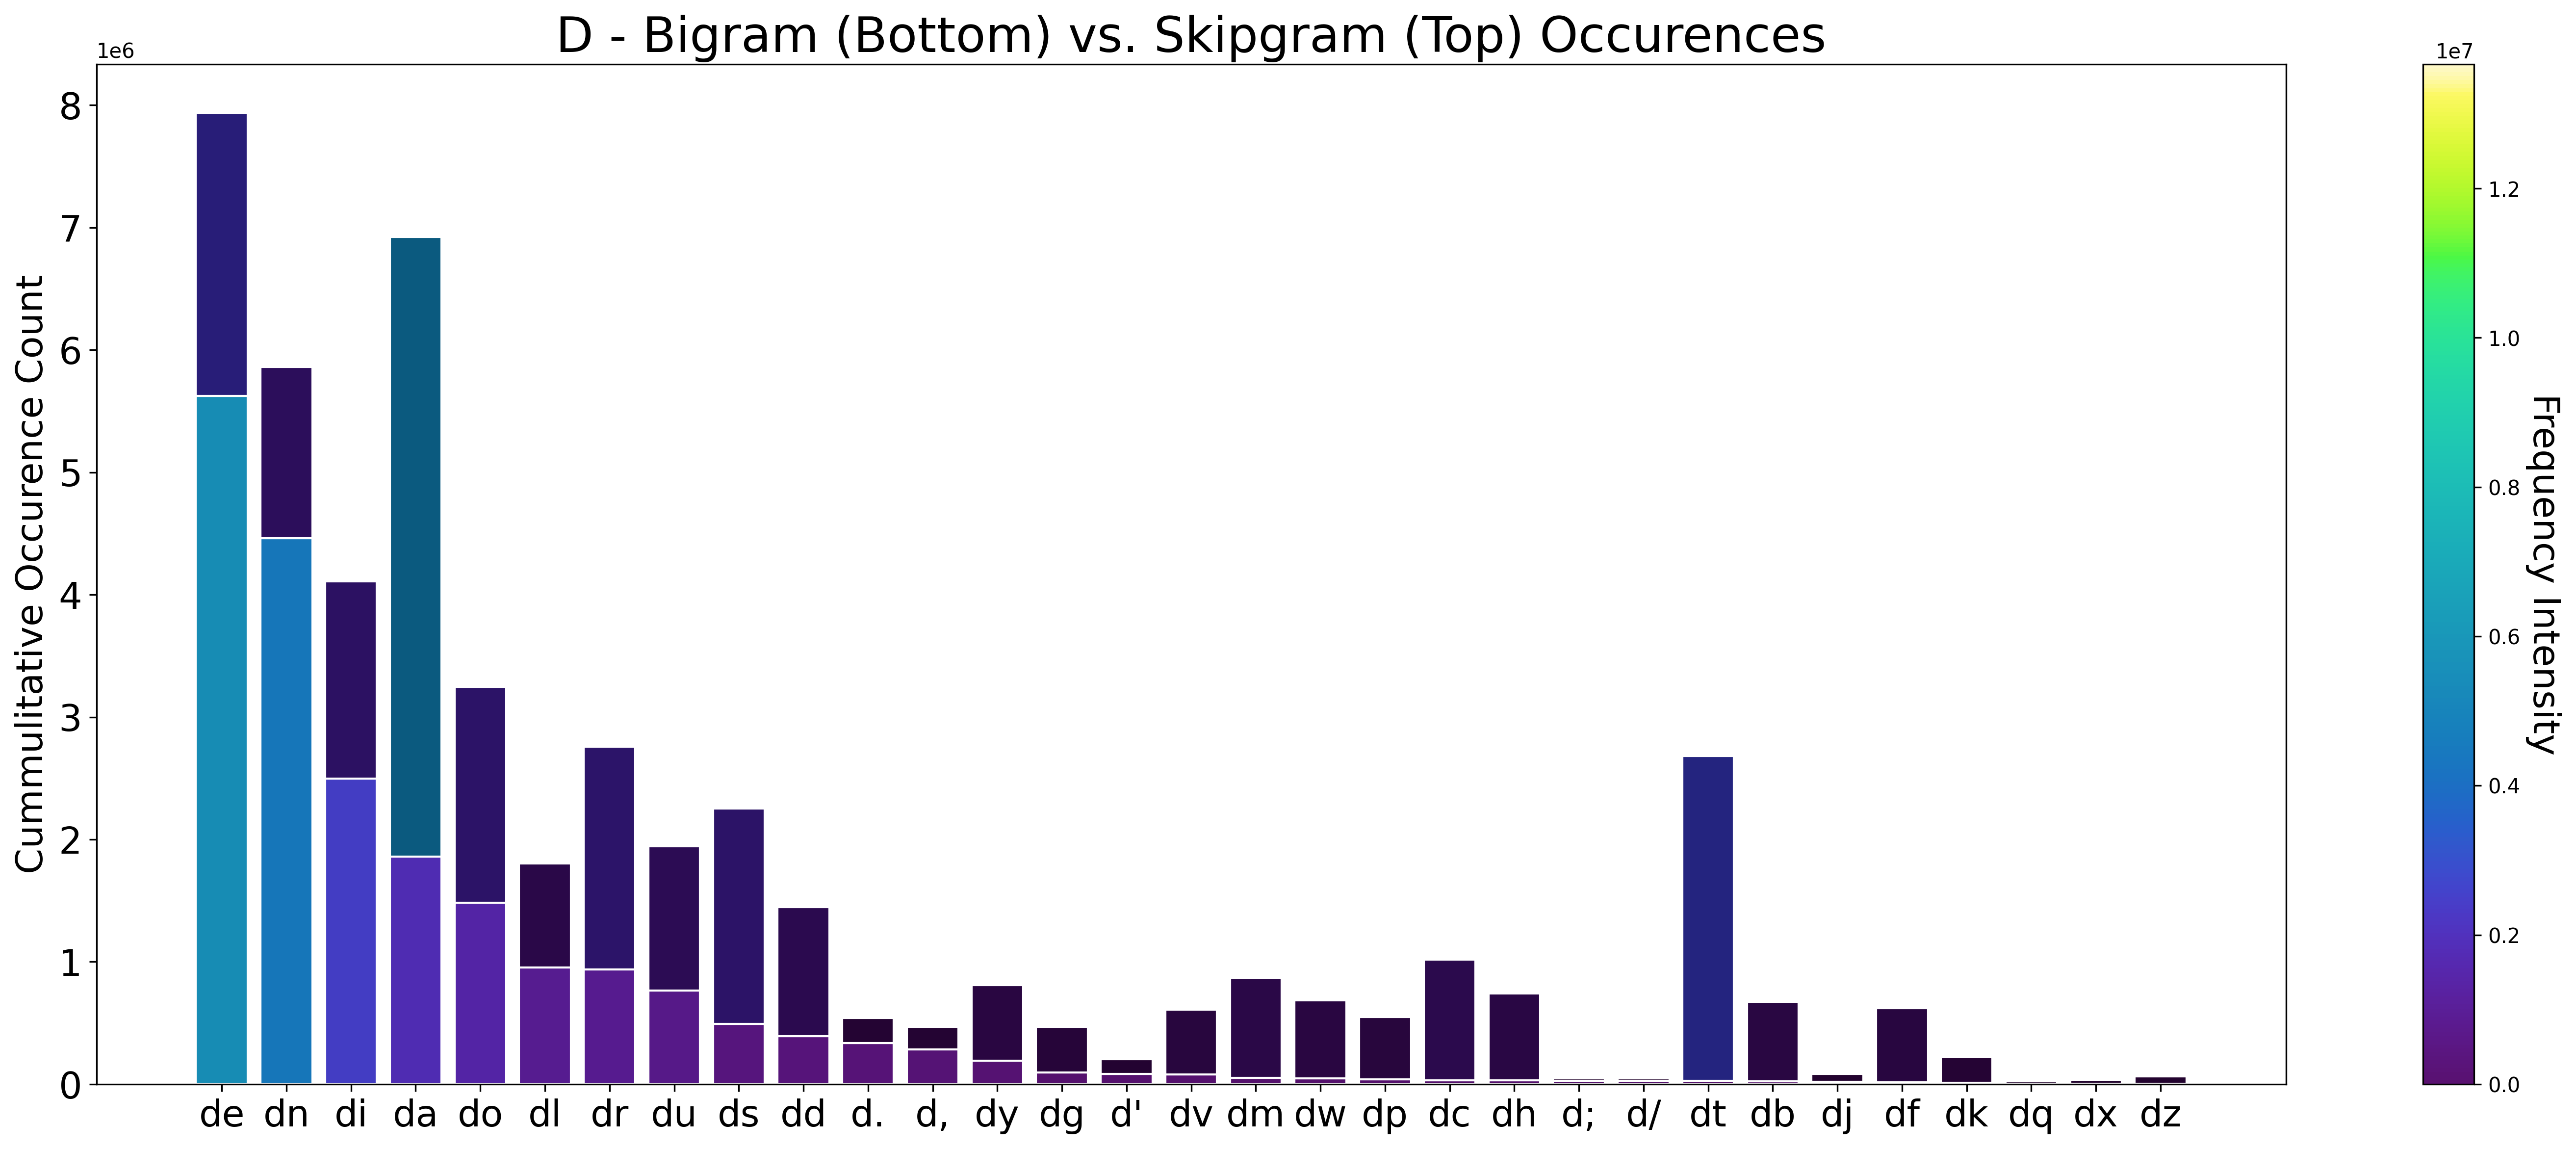 D - Bigram (Bottom) vs. Skipgram (Top) Occurences
1e6
8
7
6
5
4
3
2
1
0
Cummulitative Occurence Count
de dn di da do dl dr du ds dd d. d, dy dg d' dv dm dw dp dc dh d; d/ dt db dj df dk dq dx dz
1e7
1.2
1.0
0.8
0.6
0.4
0.2
0.0
Frequency Intensity